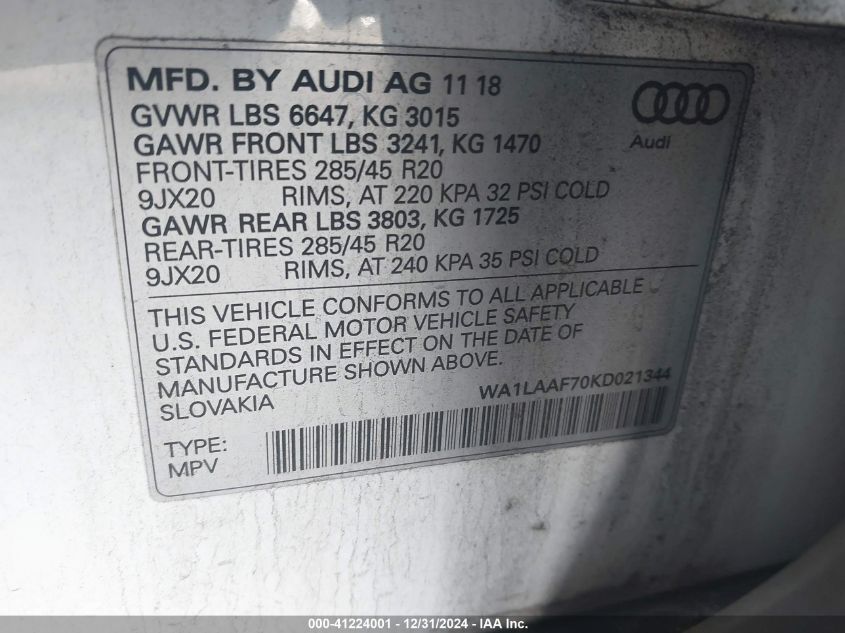 MFD. BY AUDI AG 11 18
GVWR LBS 6647, KG 3015
GAWR FRONT LBS 3241, KG 1470
FRONT-TIRES 285/45 R20
9JX20 RIMS, AT 220 KPA 32 PSI COLD
GAWR REAR LBS 3803, KG 1725
REAR-TIRES 285/45 R20
9JX20 RIMS, AT 240 KPA 35 PSI COLD
Audi
THIS VEHICLE CONFORMS TO ALL APPLICABLE
U.S. FEDERAL MOTOR VEHICLE SAFETY
STANDARDS IN EFFECT ON THE DATE OF
MANUFACTURE SHOWN ABOVE.
SLOVAKIA
WA1LAAF70KD021344
TYPE:
MPV
000-41224001 - 12/31/2024 - IAA Inc.